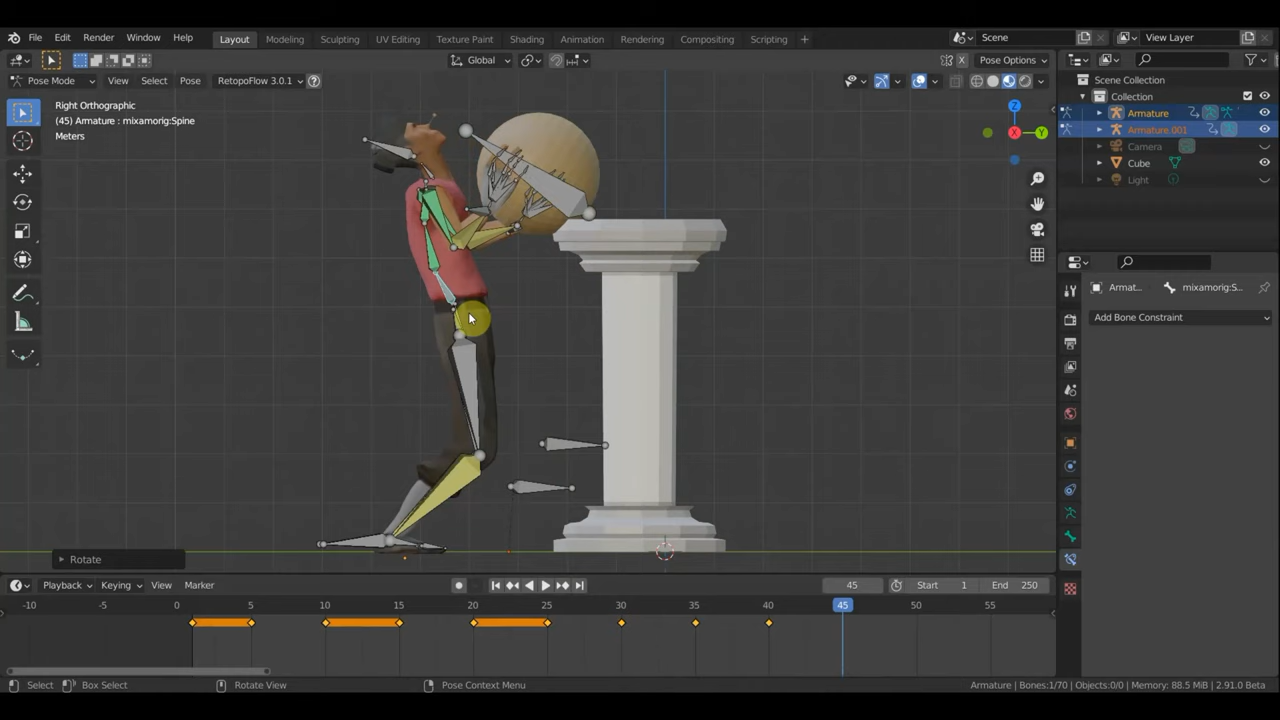 File Edit Render Window Help Layout Modeling Sculpting UV Editing Texture Paint Shading Animation Rendering Compositing Scripting + Scene View Layer
Global Pose Options
Pose Mode View Select Pose RetopoFlow 3.0.1 ?
Right Orthographic
(45) Armature : mixamorig:Spine
Meters
Z
X
Y
Scene Collection
Collection
Armature
Armature.001
Camera
Cube
Light
Armat... mixamorig:S...
Add Bone Constraint
Rotate
Playback Keying View Marker 45 Start 1 End 250
-10 -5 0 5 10 15 20 25 30 35 40 45 50 55
Select Box Select Rotate View Pose Context Menu Armature | Bones:1/70 | Objects:0/0 | Memory: 88.5 MiB | 2.91.0 Beta